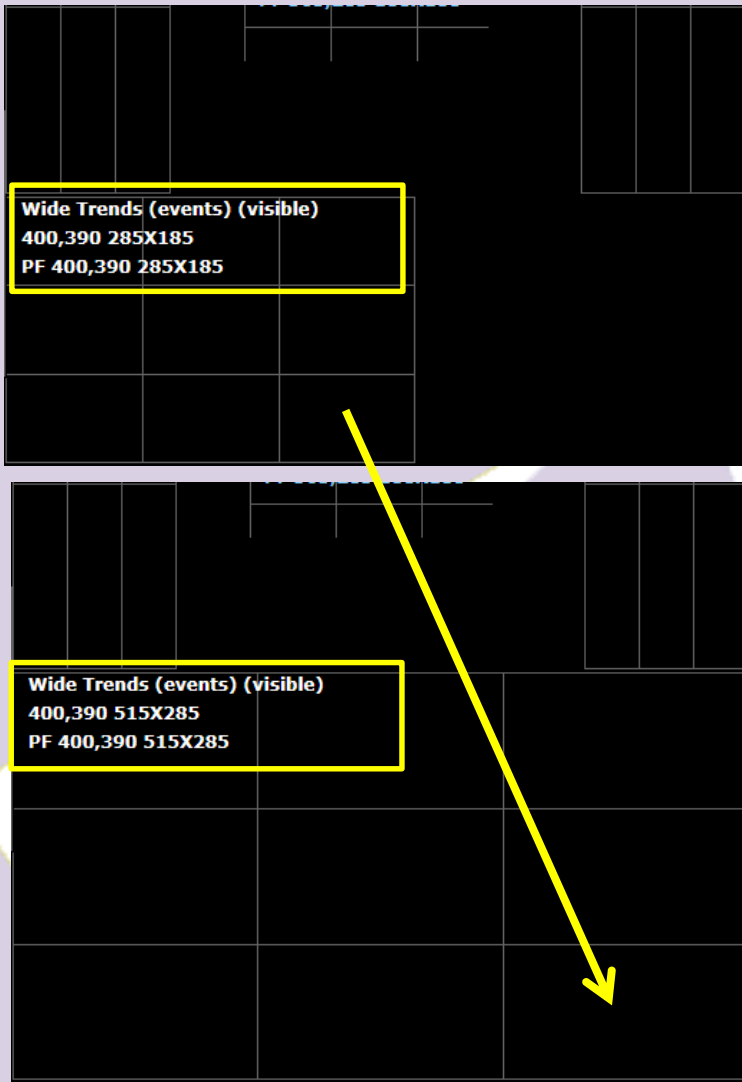 Wide Trends (events) (visible)
400,390 285X185
PF 400,390 285X185
Wide Trends (events) (visible)
400,390 515X285
PF 400,390 515X285